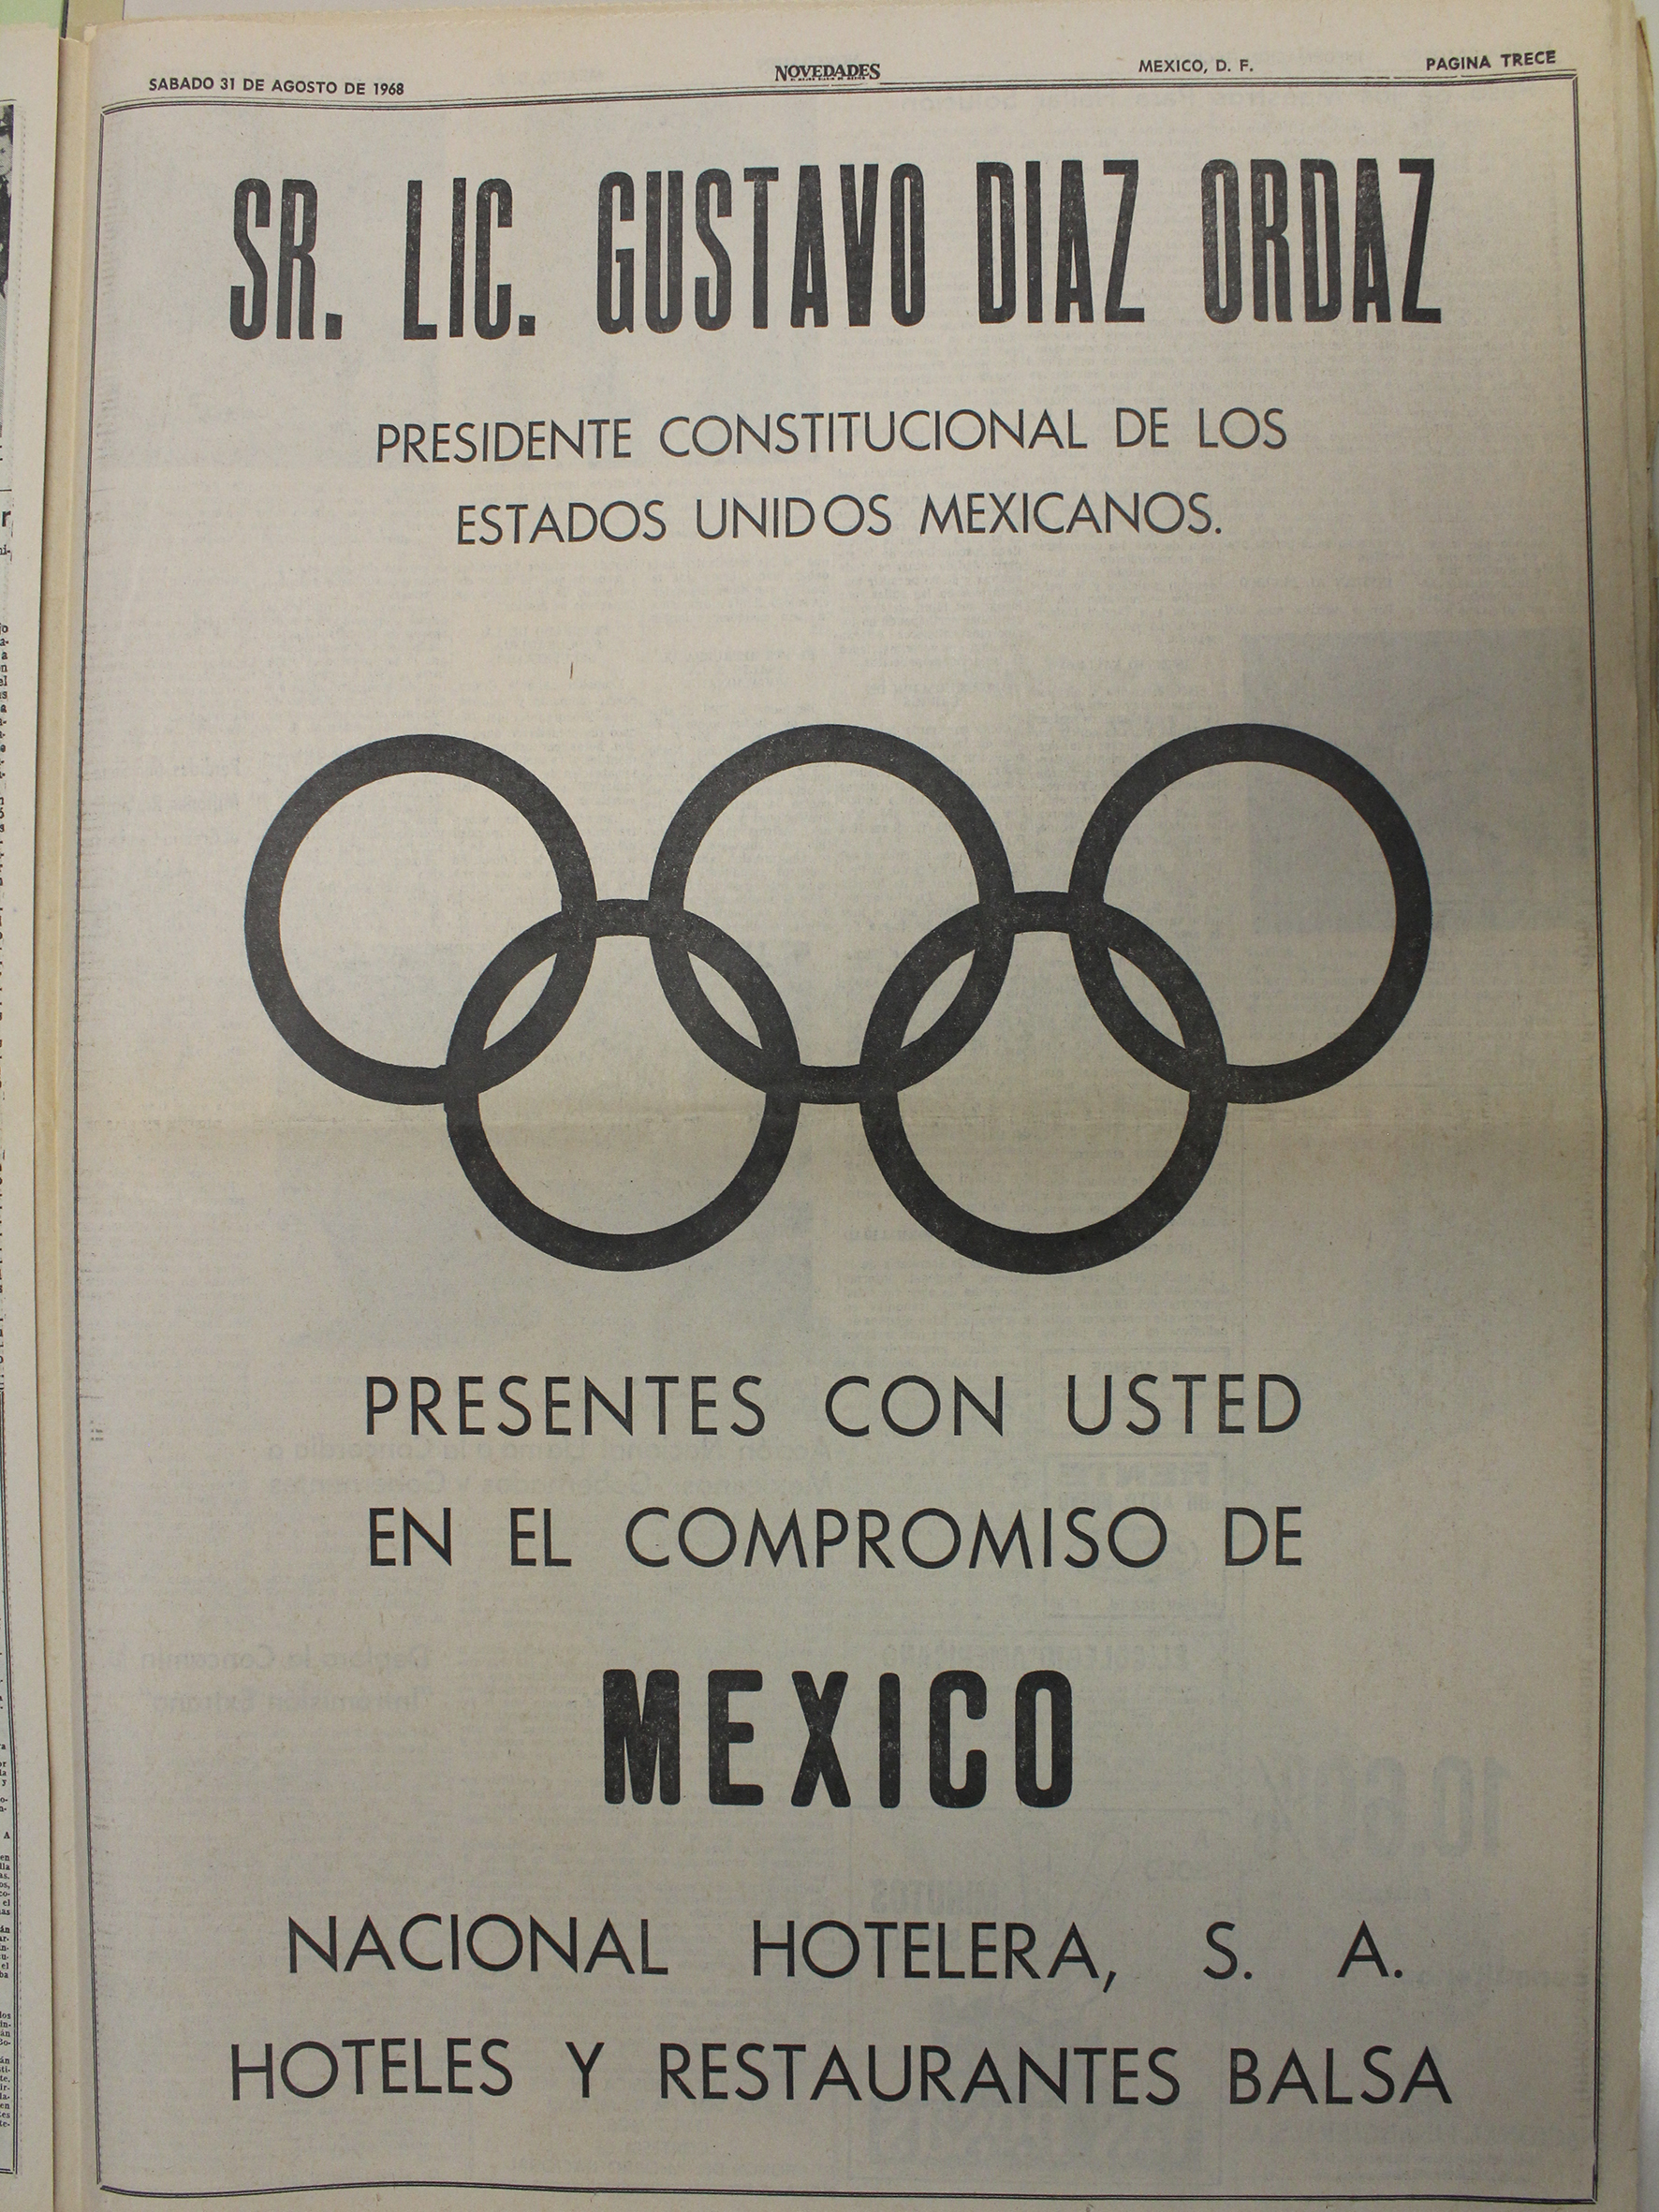 SABADO 31 DE AGOSTO DE 1968 NOVEDADES MEXICO, D. F. PAGINA TRECE
SR. LIC. GUSTAVO DIAZ ORDAZ
PRESIDENTE CONSTITUCIONAL DE LOS
ESTADOS UNIDOS MEXICANOS.
PRESENTES CON USTED
EN EL COMPROMISO DE
MEXICO
NACIONAL HOTELERA, S. A.
HOTELES Y RESTAURANTES BALSA